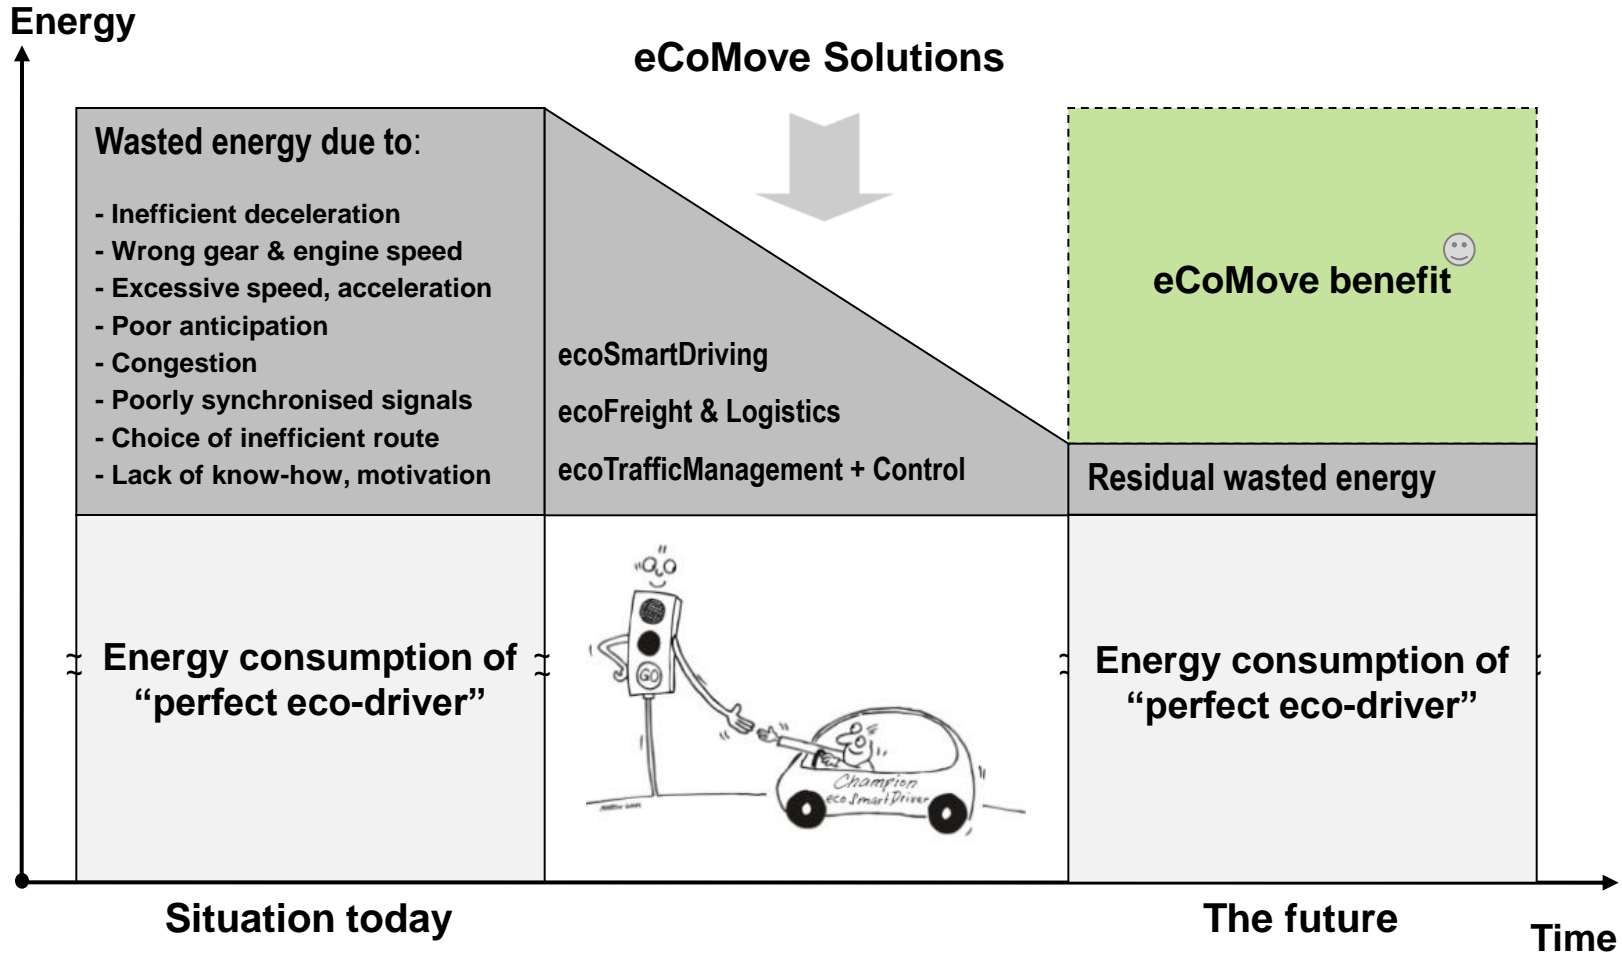 Energy
eCoMove Solutions
Wasted energy due to:
- Inefficient deceleration
- Wrong gear & engine speed
- Excessive speed, acceleration
- Poor anticipation
- Congestion
- Poorly synchronised signals
- Choice of inefficient route
- Lack of know-how, motivation
ecoSmartDriving
ecoFreight & Logistics
ecoTrafficManagement + Control
eCoMove benefit
Residual wasted energy
Energy consumption of
“perfect eco-driver”
GO
Champion
ecoSmartDriver
Energy consumption of
“perfect eco-driver”
Situation today
The future
Time